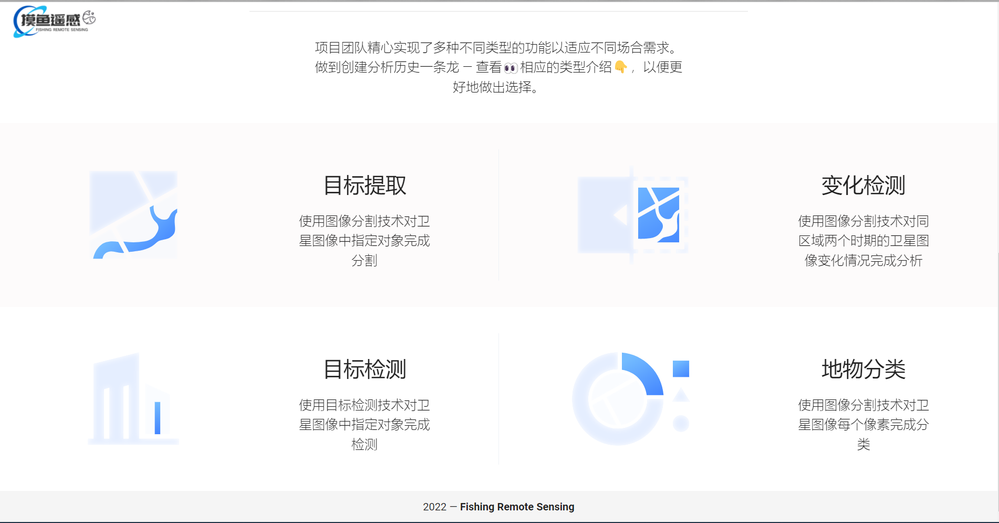 摸鱼遥感
FISHING REMOTE SENSING
项目团队精心实现了多种不同类型的功能以适应不同场合需求。
做到创建分析历史一条龙 — 查看👀相应的类型介绍👇，以便更
好地做出选择。
目标提取
使用图像分割技术对卫
星图像中指定对象完成
分割
变化检测
使用图像分割技术对同
区域两个时期的卫星图
像变化情况完成分析
目标检测
使用目标检测技术对卫
星图像中指定对象完成
检测
地物分类
使用图像分割技术对卫
星图像每个像素完成分
类
2022 — Fishing Remote Sensing